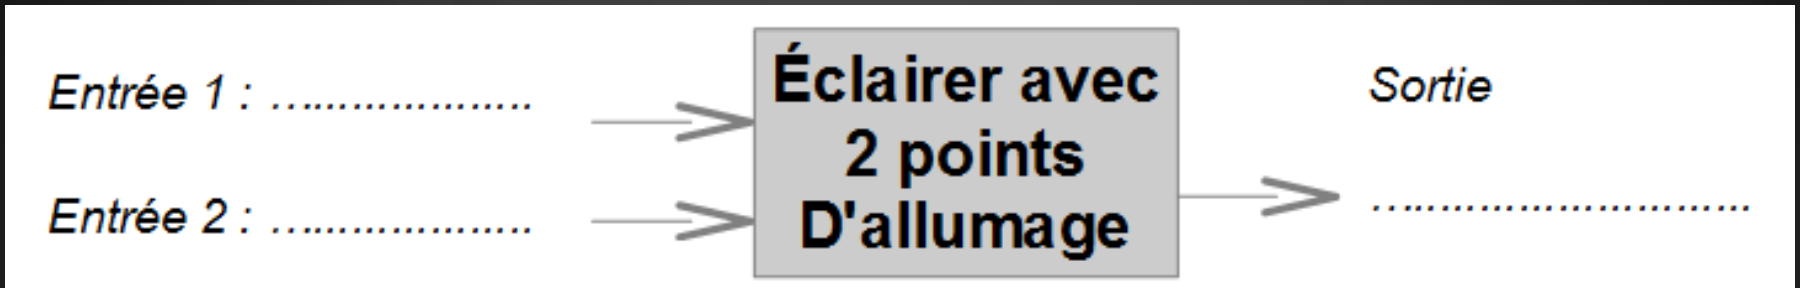 Entrée 1 : ...................
Entrée 2 : ...................
Éclairer avec
2 points
D'allumage
Sortie
............................